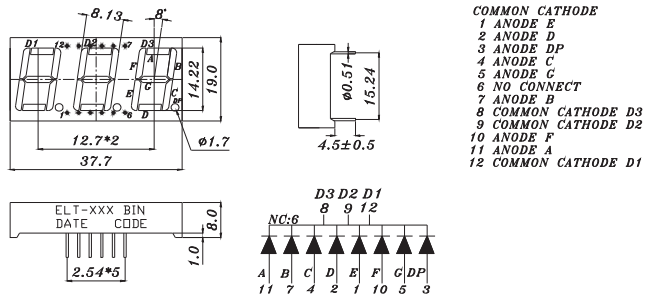 8.13
8°
D1
12
D2
7
D3
A
F
B
G
E
C
DP
1
6
D
14.22
19.0
12.7*2
ø1.7
37.7
ø0.51
15.24
4.5±0.5
COMMON CATHODE
1 ANODE E
2 ANODE D
3 ANODE DP
4 ANODE C
5 ANODE G
6 NO CONNECT
7 ANODE B
8 COMMON CATHODE D3
9 COMMON CATHODE D2
10 ANODE F
11 ANODE A
12 COMMON CATHODE D1
ELT-XXX BIN
DATE CODE
8.0
1.0
2.54*5
D3 D2 D1
8 9 12
NC:6
A B C D E F G DP
11 7 4 2 1 10 5 3